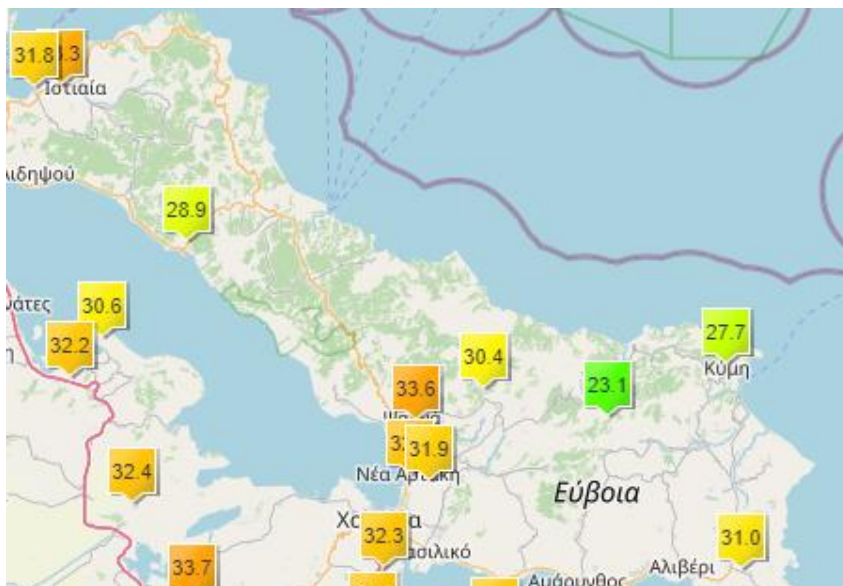 31.8
Ιστιαία
ιδηψού
28.9
30.6
32.2
27.7
Κύμη
30.4
33.6
23.1
31.9
Νέα Αρτάκη
32.4
Εύβοια
32.3
31.0
Αλιβέρι
33.7
Αμάρυνθος